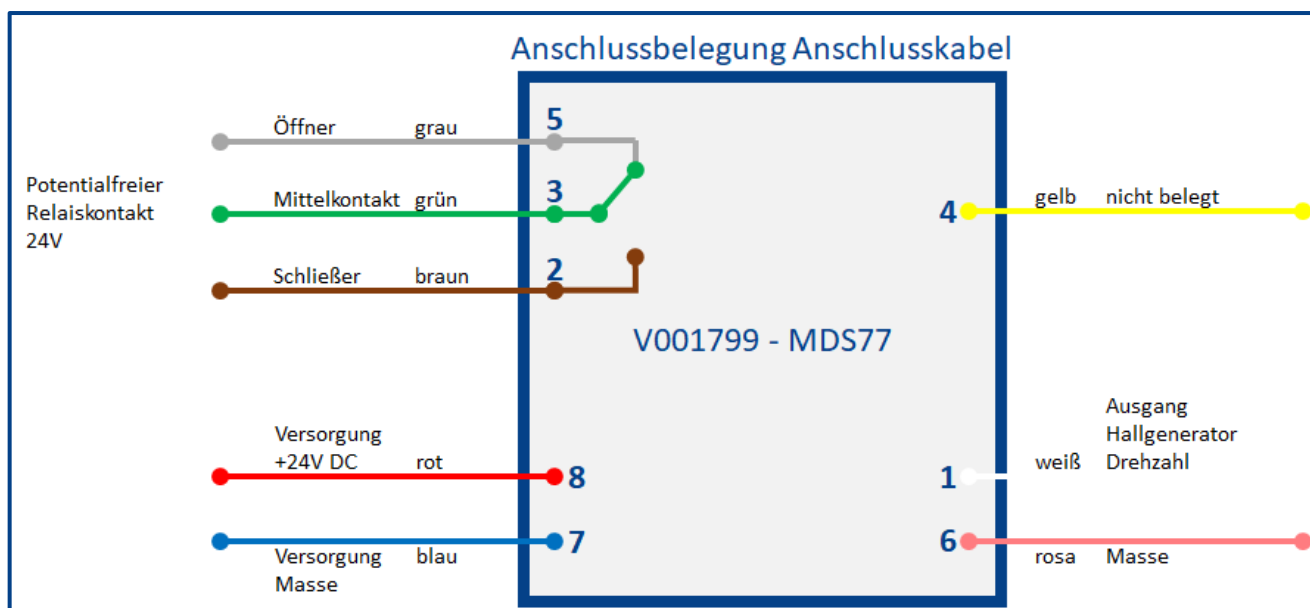 Anschlussbelegung Anschlusskabel
Öffner grau 5
Potentialfreier
Relaiskontakt
24V
Mittelkontakt grün 3
4 gelb nicht belegt
Schließer braun 2
V001799 - MDS77
Versorgung
+24V DC rot 8
Ausgang
Hallgenerator
1 weiß Drehzahl
7
Versorgung blau
Masse
6 rosa Masse